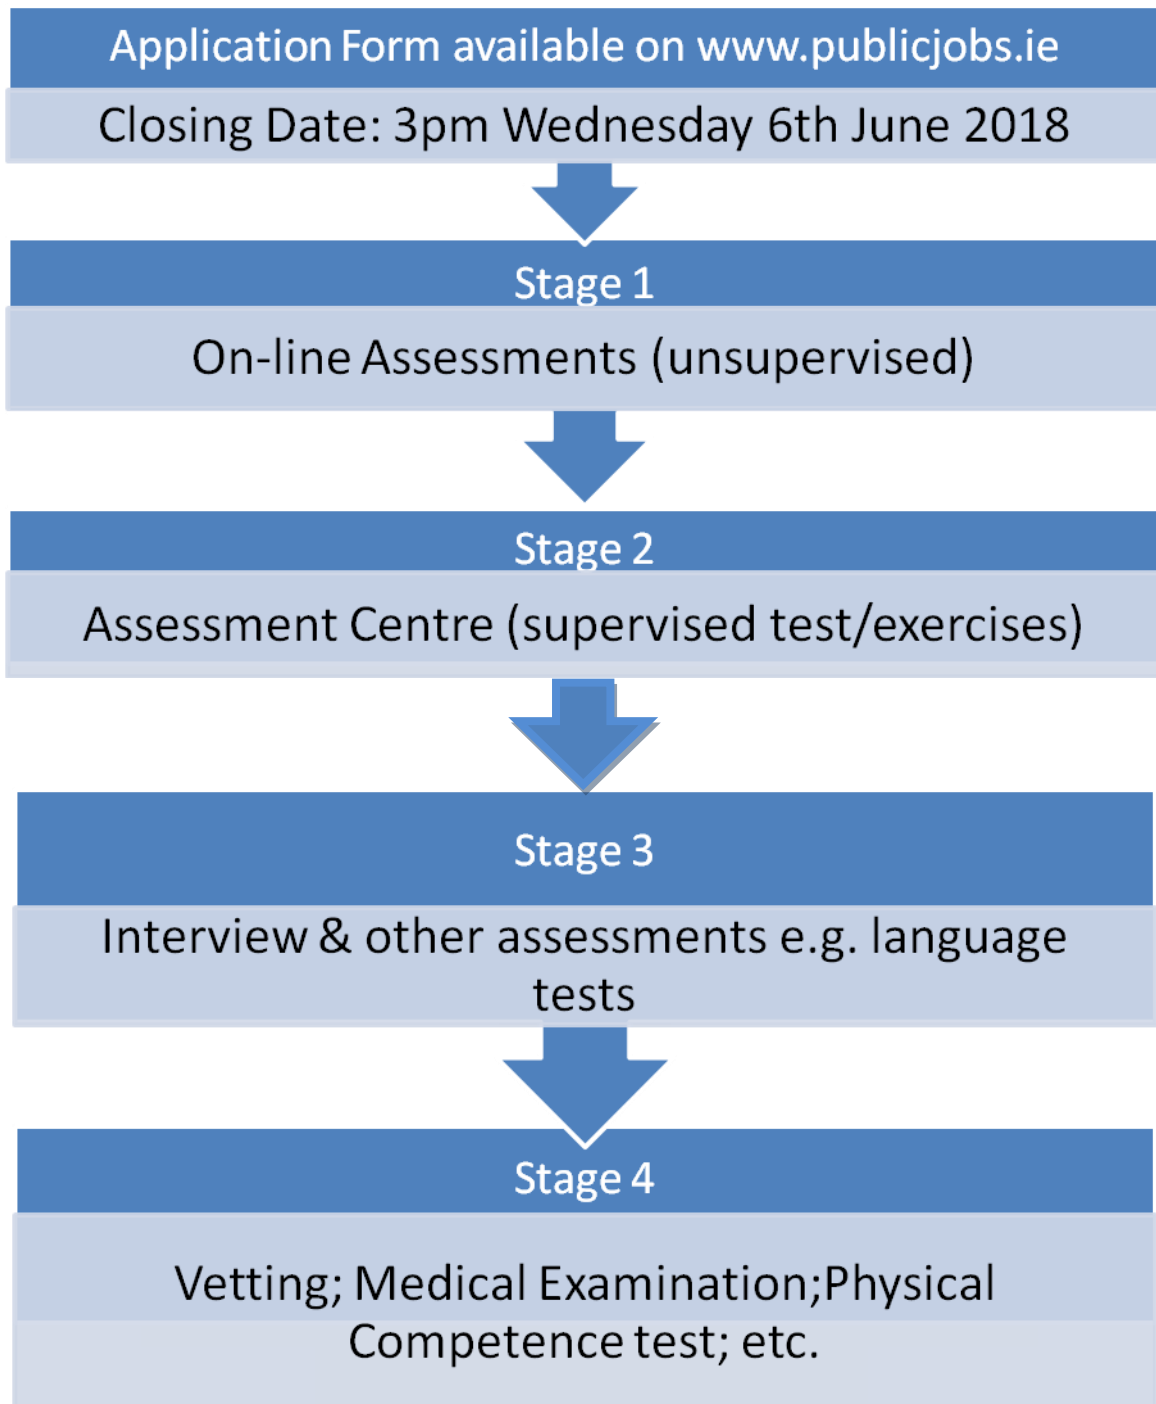 Application Form available on www.publicjobs.ie
Closing Date: 3pm Wednesday 6th June 2018
Stage 1
On-line Assessments (unsupervised)
Stage 2
Assessment Centre (supervised test/exercises)
Stage 3
Interview & other assessments e.g. language
tests
Stage 4
Vetting; Medical Examination;Physical
Competence test; etc.